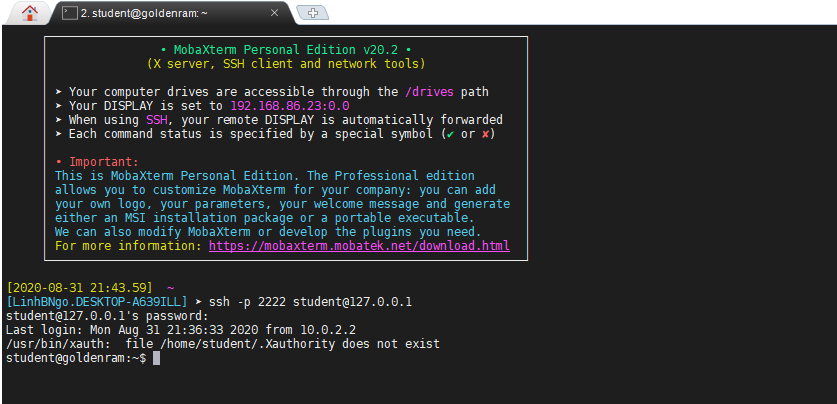 2. student@goldenram: ~
• MobaXterm Personal Edition v20.2 •
(X server, SSH client and network tools)
➤ Your computer drives are accessible through the /drives path
➤ Your DISPLAY is set to 192.168.86.23:0.0
➤ When using SSH, your remote DISPLAY is automatically forwarded
➤ Each command status is specified by a special symbol (✔ or ✘)
• Important:
This is MobaXterm Personal Edition. The Professional edition
allows you to customize MobaXterm for your company: you can add
your own logo, your parameters, your welcome message and generate
either an MSI installation package or a portable executable.
We can also modify MobaXterm or develop the plugins you need.
For more information: https://mobaxterm.mobatek.net/download.html
[2020-08-31 21:43.59]  ~
[LinhBNgo.DESKTOP-A639ILL] ➤ ssh -p 2222 student@127.0.0.1
student@127.0.0.1's password:
Last login: Mon Aug 31 21:36:33 2020 from 10.0.2.2
/usr/bin/xauth:  file /home/student/.Xauthority does not exist
student@goldenram:~$